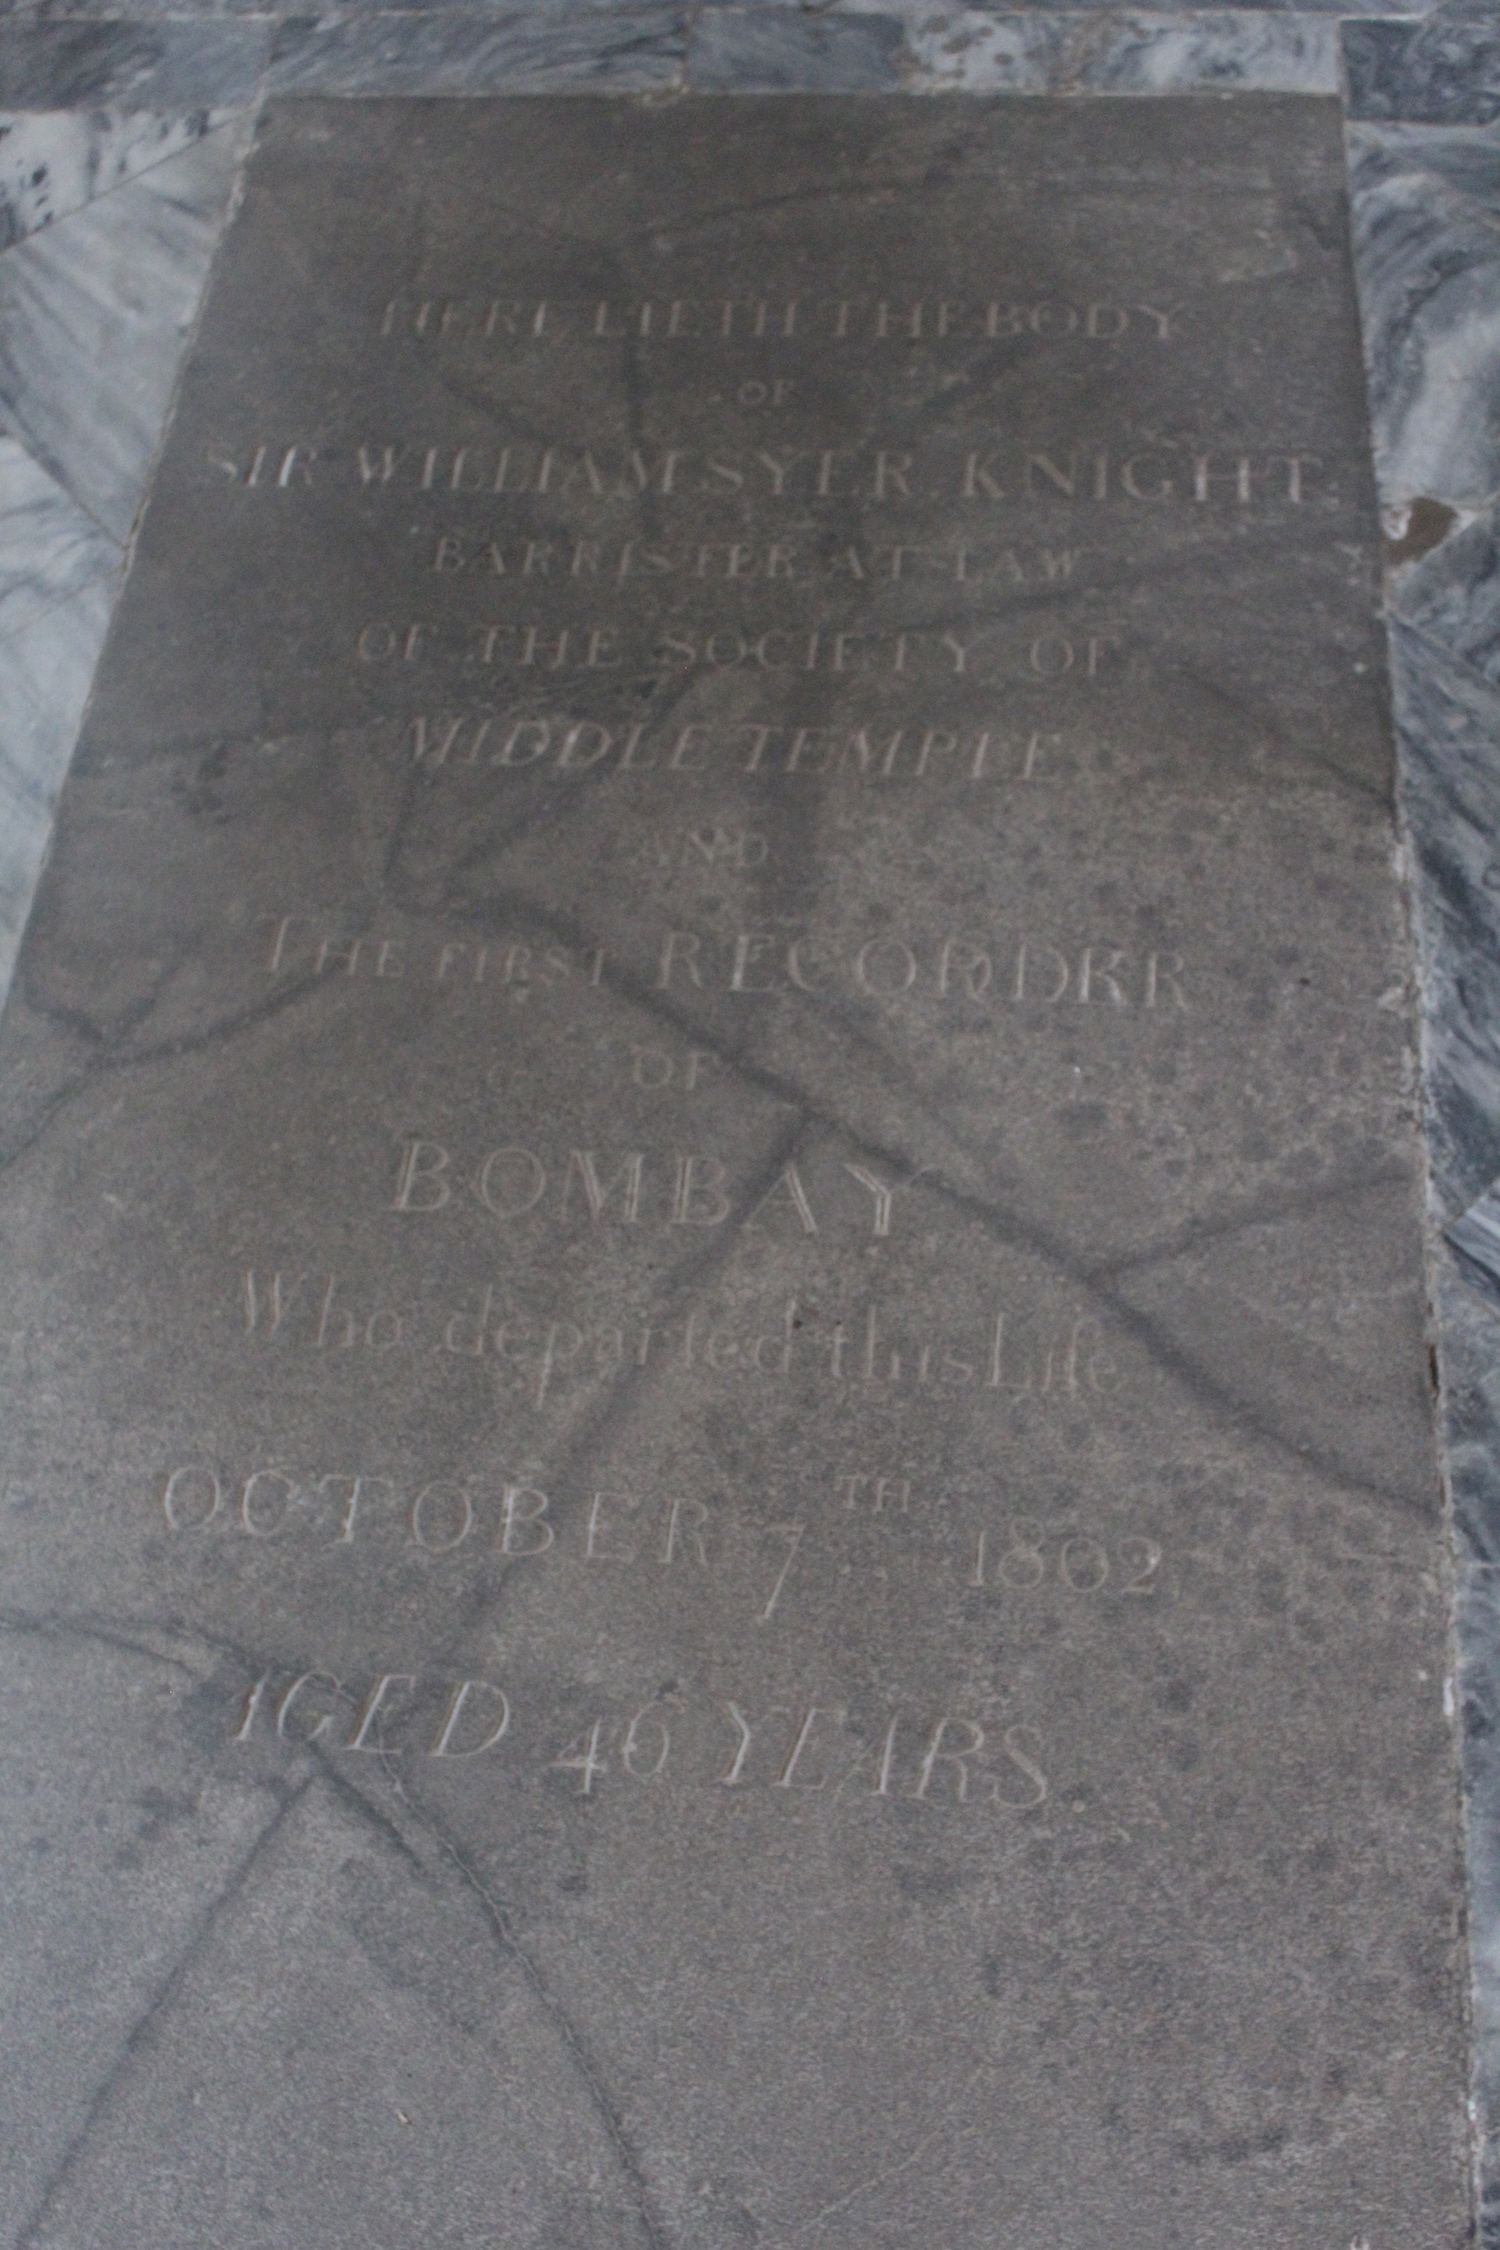 HERE LIETH THE BODY
OF
SIR WILLIAM SYER KNIGHT.
BARRISTER AT LAW
OF THE SOCIETY OF
MIDDLE TEMPLE
AND
THE FIRST RECORDER
OF
BOMBAY
Who departed this Life
OCTOBER 7TH 1802
AGED 46 YEARS.